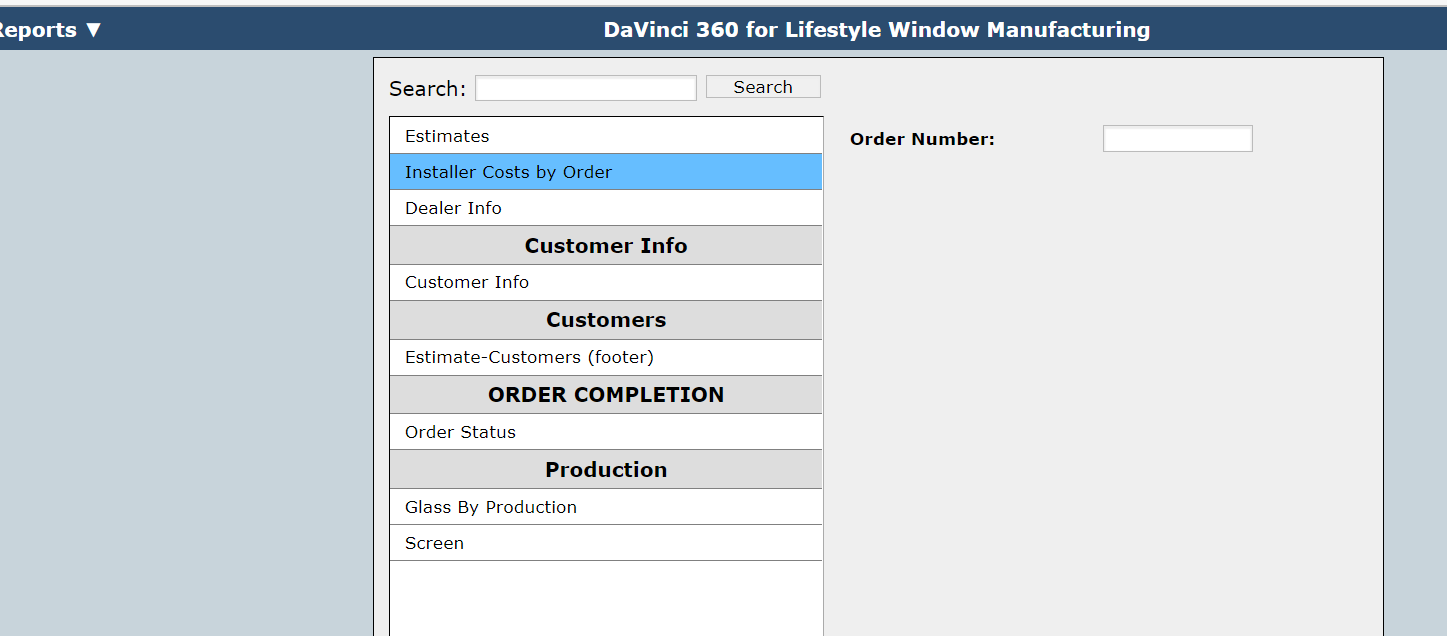 Reports ▼
DaVinci 360 for Lifestyle Window Manufacturing
Search:
Search
Estimates
Installer Costs by Order
Dealer Info
Customer Info
Customer Info
Customers
Estimate-Customers (footer)
ORDER COMPLETION
Order Status
Production
Glass By Production
Screen
Order Number: